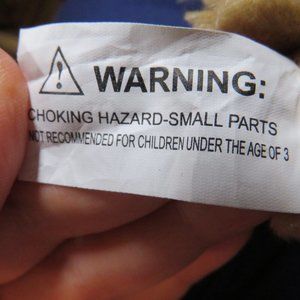 WARNING:
CHOKING HAZARD-SMALL PARTS
NOT RECOMMENDED FOR CHILDREN UNDER THE AGE OF 3